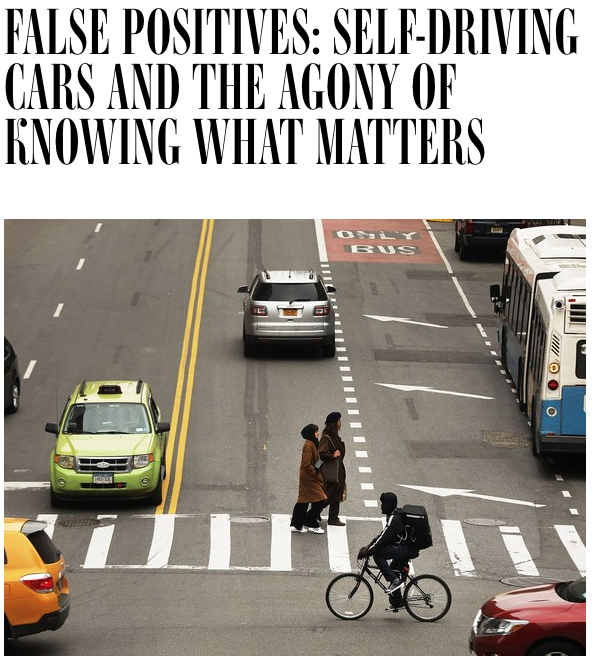 FALSE POSITIVES: SELF-DRIVING
CARS AND THE AGONY OF
KNOWING WHAT MATTERS
ONLY
BUS